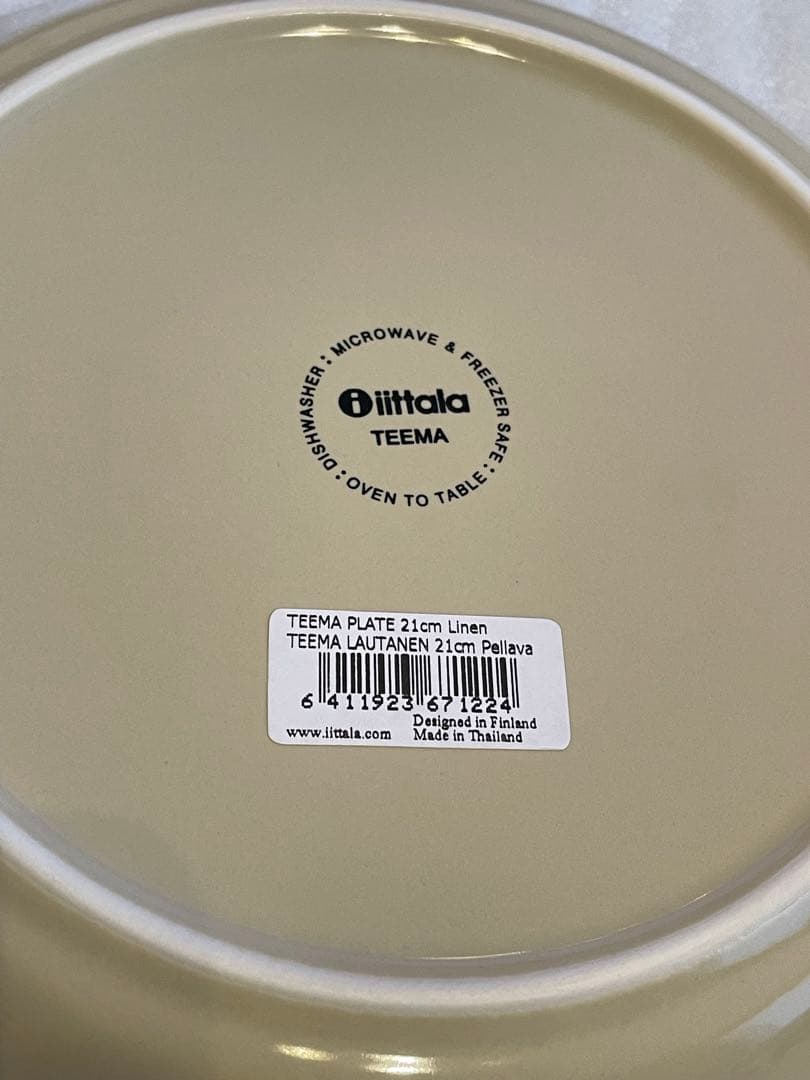 DISHWASHER : MICROWAVE & FREEZER SAFE : OVEN TO TABLE :
iittala
TEEMA
TEEMA PLATE 21cm Linen
TEEMA LAUTANEN 21cm Pellava
6 411923 671224
Designed in Finland
www.iittala.com Made in Thailand